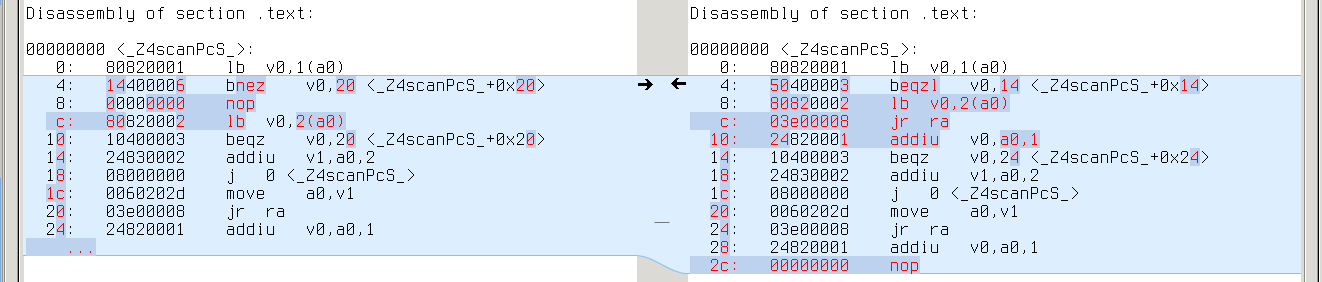 Disassembly of section .text:
00000000 <_Z4scanPcS_>:
0: 80820001 lb v0,1(a0)
4: 14400006 bnez v0,20 <_Z4scanPcS_+0x20>
8: 00000000 nop
c: 80820002 lb v0,2(a0)
10: 10400003 beqz v0,20 <_Z4scanPcS_+0x20>
14: 24830002 addiu v1,a0,2
18: 08000000 j 0 <_Z4scanPcS_>
1c: 0060202d move a0,v1
20: 03e00008 jr ra
24: 24820001 addiu v0,a0,1
...
Disassembly of section .text:
00000000 <_Z4scanPcS_>:
0: 80820001 lb v0,1(a0)
4: 50400003 beqzl v0,14 <_Z4scanPcS_+0x14>
8: 80820002 lb v0,2(a0)
c: 03e00008 jr ra
10: 24820001 addiu v0,a0,1
14: 10400003 beqz v0,24 <_Z4scanPcS_+0x24>
18: 24830002 addiu v1,a0,2
1c: 08000000 j 0 <_Z4scanPcS_>
20: 0060202d move a0,v1
24: 03e00008 jr ra
28: 24820001 addiu v0,a0,1
2c: 00000000 nop